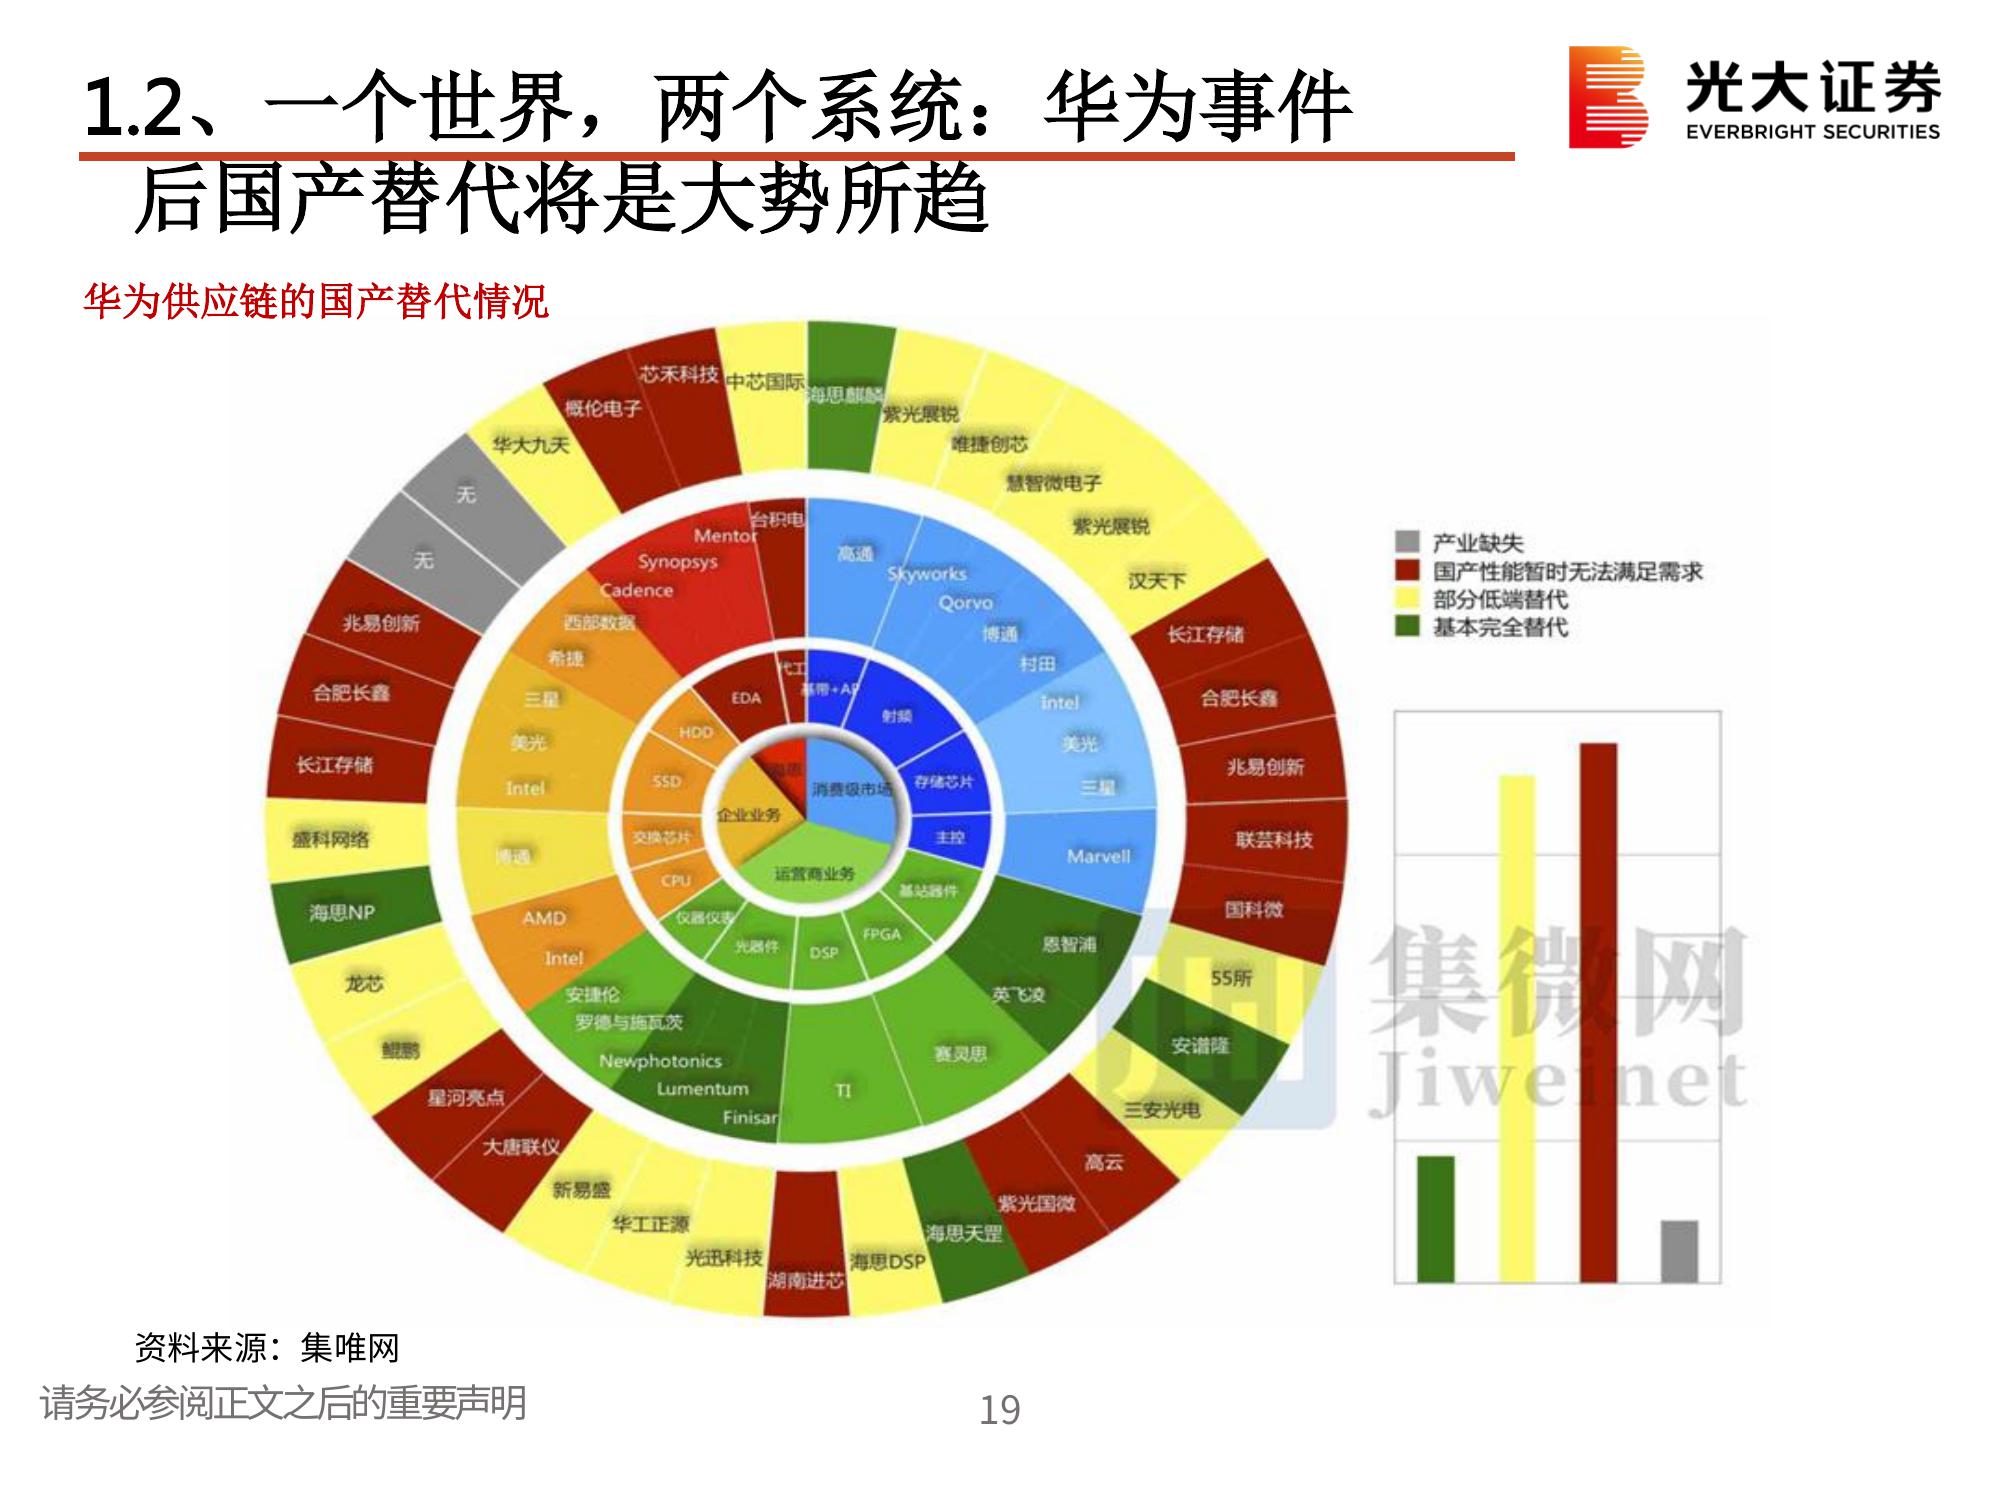 1.2、一个世界，两个系统：华为事件
后国产替代将是大势所趋
光大证券
EVERBRIGHT SECURITIES
华为供应链的国产替代情况
中芯国际
海思麒麟
紫光展锐
唯捷创芯
慧智微电子
紫光展锐
汉天下
长江存储
合肥长鑫
兆易创新
联芸科技
国科微
55所
安谱隆
三安光电
高云
紫光国微
海思天罡
海思DSP
湖南进芯
光迅科技
华工正源
新易盛
大唐联仪
星河亮点
鲲鹏
龙芯
海思NP
盛科网络
长江存储
合肥长鑫
兆易创新
无
无
华大九天
概伦电子
芯禾科技
台积电
高通
Skyworks
Qorvo
博通
村田
Intel
美光
三星
Marvell
恩智浦
英飞凌
赛灵思
TI
Finisar
Lumentum
Newphotonics
罗德与施瓦茨
安捷伦
Intel
AMD
博通
Intel
美光
三星
希捷
西部数据
Cadence
Synopsys
Mentor
代工
基带+AP
射频
存储芯片
主控
基站器件
FPGA
DSP
光器件
仪器仪表
CPU
交换芯片
SSD
HDD
EDA
海思
消费级市场
运营商业务
企业业务
产业缺失
国产性能暂时无法满足需求
部分低端替代
基本完全替代
集微网
Jiweinet
资料来源：集唯网
请务必参阅正文之后的重要声明
19